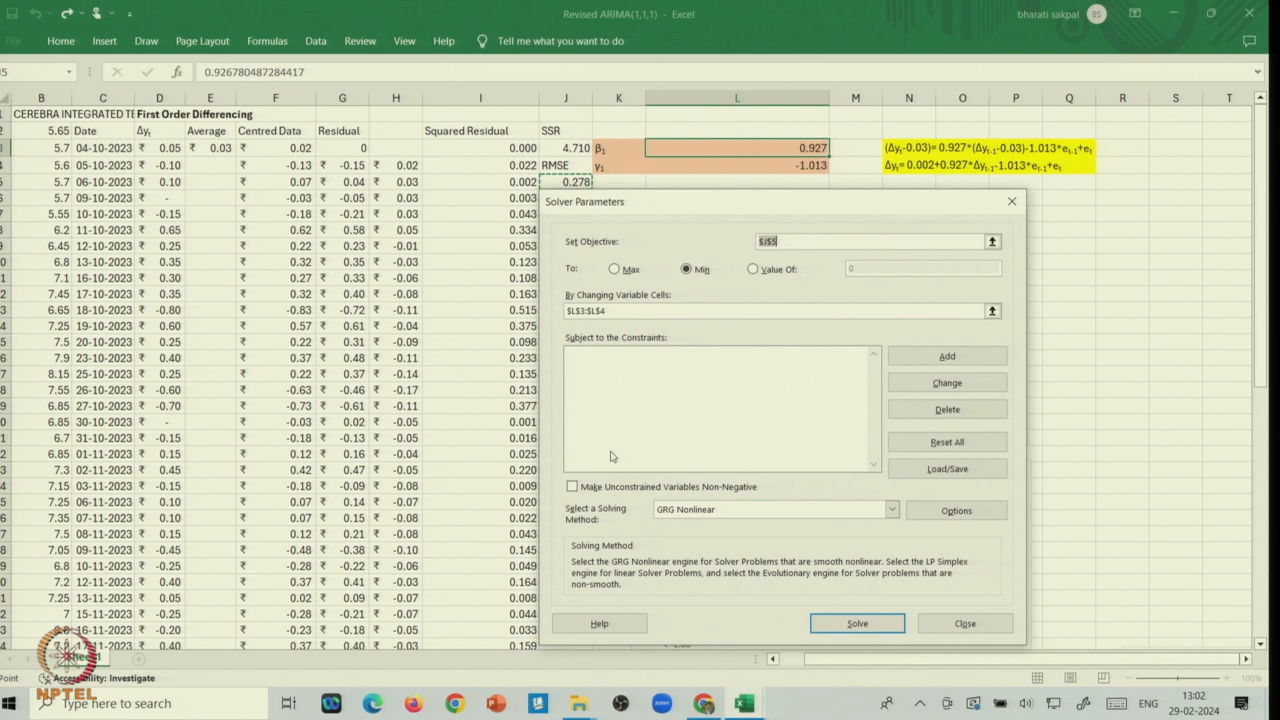 Revised ARIMA(1,1,1) - Excel
bharati sakpal BS
File Home Insert Draw Page Layout Formulas Data Review View Help Tell me what you want to do
fx 0.926780487284417
B C D E F G H I J K L M N O P Q R S T
CEREBRA INTEGRATED TE First Order Differencing
5.65 Date Δyt Average Centred Data Residual Squared Residual SSR
5.7 04-10-2023 ₹ 0.05 ₹ 0.03 ₹ 0.02 0 0.000 4.710 β1 0.927 (Δyt-0.03)= 0.927*(Δyt-1-0.03)-1.013*et-1+et
5.6 05-10-2023 ₹ -0.10 ₹ -0.13 ₹ -0.15 ₹ 0.02 0.022 RMSE γ1 -1.013 Δyt= 0.002+0.927*Δyt-1-1.013*et-1+et
5.7 06-10-2023 ₹ 0.10 ₹ 0.07 ₹ 0.04 ₹ 0.03 0.002 0.278
5.7 09-10-2023 ₹ - ₹ -0.03 ₹ -0.05 ₹ 0.03 0.003
5.55 10-10-2023 ₹ -0.15 ₹ -0.18 ₹ -0.21 ₹ 0.03 0.043
6.2 11-10-2023 ₹ 0.65 ₹ 0.62 ₹ 0.58 ₹ 0.05 0.334
6.45 12-10-2023 ₹ 0.25 ₹ 0.22 ₹ 0.23 ₹ -0.01 0.053
6.8 13-10-2023 ₹ 0.35 ₹ 0.32 ₹ 0.35 ₹ -0.03 0.123
7.1 16-10-2023 ₹ 0.30 ₹ 0.27 ₹ 0.33 ₹ -0.06 0.108
7.45 17-10-2023 ₹ 0.35 ₹ 0.32 ₹ 0.40 ₹ -0.08 0.163
6.65 18-10-2023 ₹ -0.80 ₹ -0.83 ₹ -0.72 ₹ -0.11 0.515
7.25 19-10-2023 ₹ 0.60 ₹ 0.57 ₹ 0.61 ₹ -0.04 0.375
7.5 20-10-2023 ₹ 0.25 ₹ 0.22 ₹ 0.31 ₹ -0.09 0.098
7.9 23-10-2023 ₹ 0.40 ₹ 0.37 ₹ 0.48 ₹ -0.11 0.233
8.15 25-10-2023 ₹ 0.25 ₹ 0.22 ₹ 0.37 ₹ -0.14 0.135
7.55 26-10-2023 ₹ -0.60 ₹ -0.63 ₹ -0.46 ₹ -0.17 0.213
6.85 27-10-2023 ₹ -0.70 ₹ -0.73 ₹ -0.61 ₹ -0.11 0.377
6.85 30-10-2023 ₹ - ₹ -0.03 ₹ 0.02 ₹ -0.05 0.001
6.7 31-10-2023 ₹ -0.15 ₹ -0.18 ₹ -0.13 ₹ -0.05 0.016
6.85 01-11-2023 ₹ 0.15 ₹ 0.12 ₹ 0.16 ₹ -0.04 0.025
7.3 02-11-2023 ₹ 0.45 ₹ 0.42 ₹ 0.47 ₹ -0.05 0.220
7.15 03-11-2023 ₹ -0.15 ₹ -0.18 ₹ -0.09 ₹ -0.08 0.009
7.25 06-11-2023 ₹ 0.10 ₹ 0.07 ₹ 0.14 ₹ -0.07 0.020
7.35 07-11-2023 ₹ 0.10 ₹ 0.07 ₹ 0.15 ₹ -0.08 0.022
7.5 08-11-2023 ₹ 0.15 ₹ 0.12 ₹ 0.21 ₹ -0.08 0.043
7.05 09-11-2023 ₹ -0.45 ₹ -0.48 ₹ -0.38 ₹ -0.10 0.145
6.8 10-11-2023 ₹ -0.25 ₹ -0.28 ₹ -0.22 ₹ -0.06 0.049
7.2 12-11-2023 ₹ 0.40 ₹ 0.37 ₹ 0.41 ₹ -0.03 0.164
7.25 13-11-2023 ₹ 0.05 ₹ 0.02 ₹ 0.09 ₹ -0.07 0.008
7 15-11-2023 ₹ -0.25 ₹ -0.28 ₹ -0.21 ₹ -0.07 0.044
16-11-2023 ₹ -0.20 ₹ -0.23 ₹ -0.18 ₹ -0.05 0.033
17-11-2023 ₹ 0.40 ₹ 0.37 ₹ 0.40 ₹ -0.03 0.159
Solver Parameters
Set Objective: $J$5
To: Max Min Value Of: 0
By Changing Variable Cells:
$L$3:$L$4
Subject to the Constraints:
Add
Change
Delete
Reset All
Load/Save
Make Unconstrained Variables Non-Negative
Select a Solving Method: GRG Nonlinear Options
Solving Method
Select the GRG Nonlinear engine for Solver Problems that are smooth nonlinear. Select the LP Simplex
engine for linear Solver Problems, and select the Evolutionary engine for Solver problems that are
non-smooth.
Help Solve Close
Point Accessibility: Investigate 100%
NPTEL
Type here to search
zoom
ENG
13:02
29-02-2024